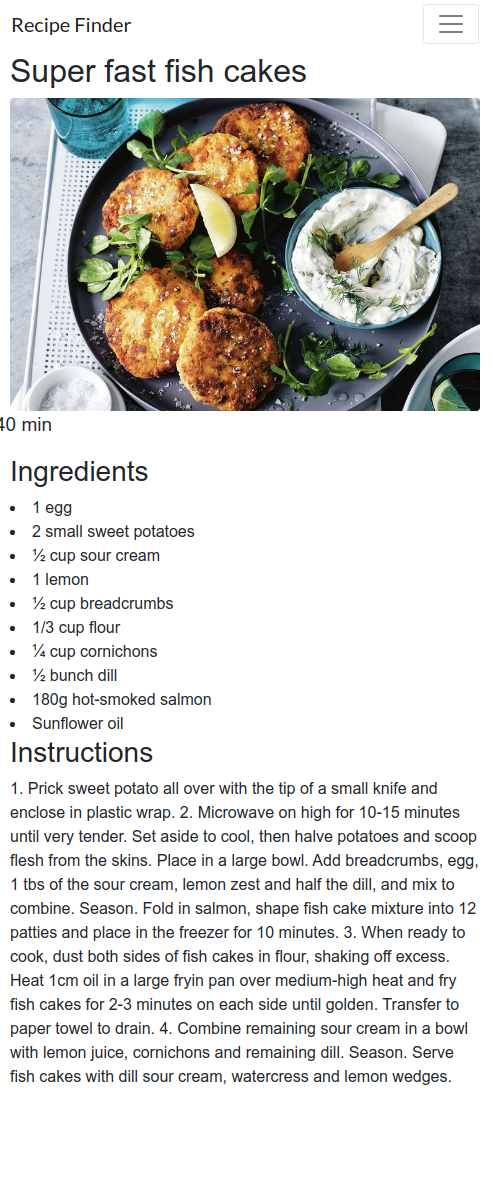 Recipe Finder
Super fast fish cakes
40 min
Ingredients
1 egg
2 small sweet potatoes
½ cup sour cream
1 lemon
½ cup breadcrumbs
1/3 cup flour
¼ cup cornichons
½ bunch dill
180g hot-smoked salmon
Sunflower oil
Instructions
1. Prick sweet potato all over with the tip of a small knife and
enclose in plastic wrap. 2. Microwave on high for 10-15 minutes
until very tender. Set aside to cool, then halve potatoes and scoop
flesh from the skins. Place in a large bowl. Add breadcrumbs, egg,
1 tbs of the sour cream, lemon zest and half the dill, and mix to
combine. Season. Fold in salmon, shape fish cake mixture into 12
patties and place in the freezer for 10 minutes. 3. When ready to
cook, dust both sides of fish cakes in flour, shaking off excess.
Heat 1cm oil in a large fryin pan over medium-high heat and fry
fish cakes for 2-3 minutes on each side until golden. Transfer to
paper towel to drain. 4. Combine remaining sour cream in a bowl
with lemon juice, cornichons and remaining dill. Season. Serve
fish cakes with dill sour cream, watercress and lemon wedges.